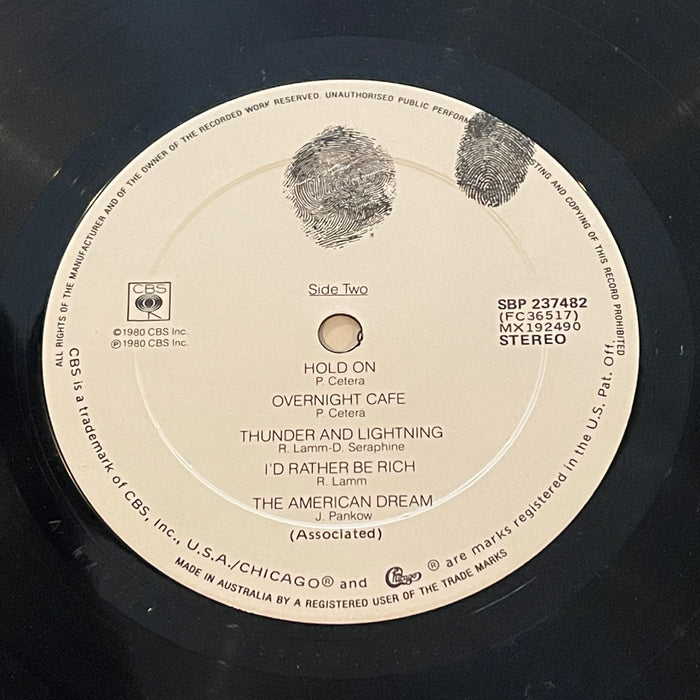 ALL RIGHTS OF THE MANUFACTURER AND OF THE OWNER OF THE RECORDED WORK RESERVED. UNAUTHORISED PUBLIC PERFORM
STING AND COPYING OF THIS RECORD PROHIBITED
Side Two
CBS
©1980 CBS Inc.
℗1980 CBS Inc.
SBP 237482
(FC36517)
MX192490
STEREO
HOLD ON
P. Cetera
OVERNIGHT CAFE
P. Cetera
THUNDER AND LIGHTNING
R. Lamm-D. Seraphine
I'D RATHER BE RICH
R. Lamm
THE AMERICAN DREAM
J. Pankow
(Associated)
CBS is a trademark of CBS, Inc., U.S.A./CHICAGO® and Chicago ® are marks registered in the U.S. Pat. Off.
MADE IN AUSTRALIA BY A REGISTERED USER OF THE TRADE MARKS